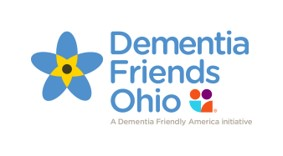 Dementia
Friends
Ohio
A Dementia Friendly America initiative